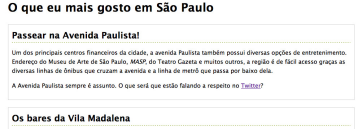 O que eu mais gosto em São Paulo
Passear na Avenida Paulista!
Um dos principais centros financeiros da cidade, a avenida Paulista também possui diversas opções de entretenimento.
Endereço do Museu de Arte de São Paulo, MASP, do Teatro Gazeta e muitos outros, a região é de fácil acesso graças as
diversas linhas de ônibus que cruzam a avenida e a linha de metrô que passa por baixo dela.
A Avenida Paulista sempre é assunto. O que será que estão falando a respeito no Twitter?
Os bares da Vila Madalena